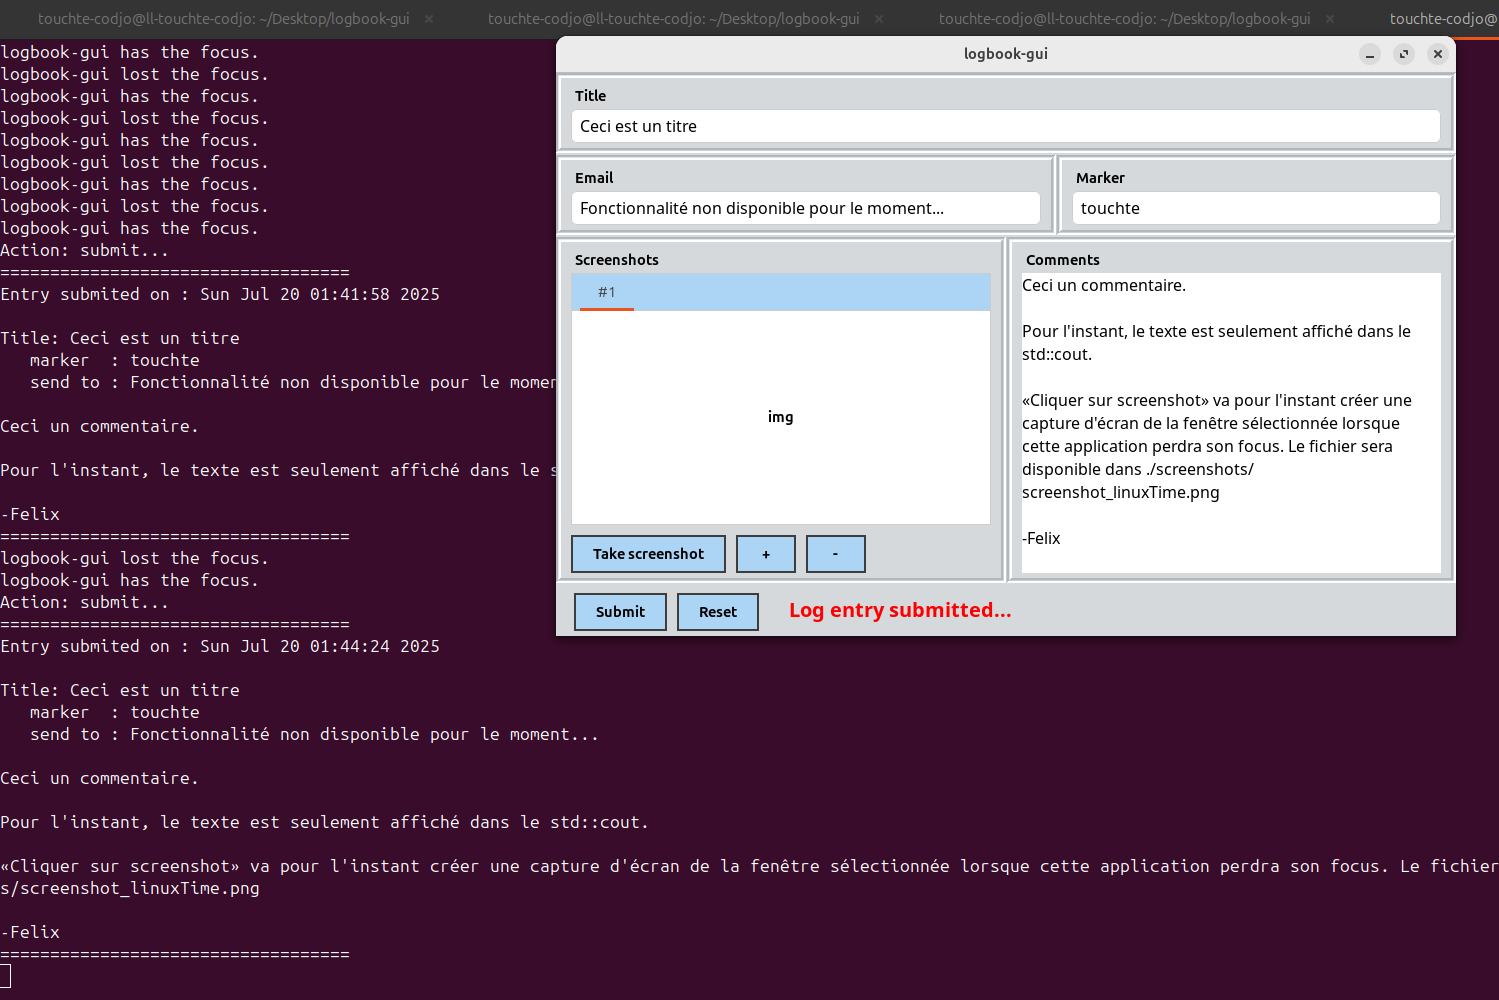 touchte-codjo@ll-touchte-codjo: ~/Desktop/logbook-gui × touchte-codjo@ll-touchte-codjo: ~/Desktop/logbook-gui × touchte-codjo@ll-touchte-codjo: ~/Desktop/logbook-gui × touchte-codjo@
logbook-gui has the focus.
logbook-gui lost the focus.
logbook-gui has the focus.
logbook-gui lost the focus.
logbook-gui has the focus.
logbook-gui lost the focus.
logbook-gui has the focus.
logbook-gui lost the focus.
logbook-gui has the focus.
Action: submit...
===================================
Entry submited on : Sun Jul 20 01:41:58 2025
Title: Ceci est un titre
marker : touchte
send to : Fonctionnalité non disponible pour le momen
Ceci un commentaire.
Pour l'instant, le texte est seulement affiché dans le s
-Felix
===================================
logbook-gui lost the focus.
logbook-gui has the focus.
Action: submit...
===================================
Entry submited on : Sun Jul 20 01:44:24 2025
Title: Ceci est un titre
marker : touchte
send to : Fonctionnalité non disponible pour le moment...
Ceci un commentaire.
Pour l'instant, le texte est seulement affiché dans le std::cout.
«Cliquer sur screenshot» va pour l'instant créer une capture d'écran de la fenêtre sélectionnée lorsque cette application perdra son focus. Le fichier
s/screenshot_linuxTime.png
-Felix
===================================
logbook-gui
Title
Ceci est un titre
Email
Fonctionnalité non disponible pour le moment...
Marker
touchte
Screenshots
#1
img
Take screenshot + -
Comments
Ceci un commentaire.
Pour l'instant, le texte est seulement affiché dans le
std::cout.
«Cliquer sur screenshot» va pour l'instant créer une
capture d'écran de la fenêtre sélectionnée lorsque
cette application perdra son focus. Le fichier sera
disponible dans ./screenshots/
screenshot_linuxTime.png
-Felix
Submit Reset Log entry submitted...